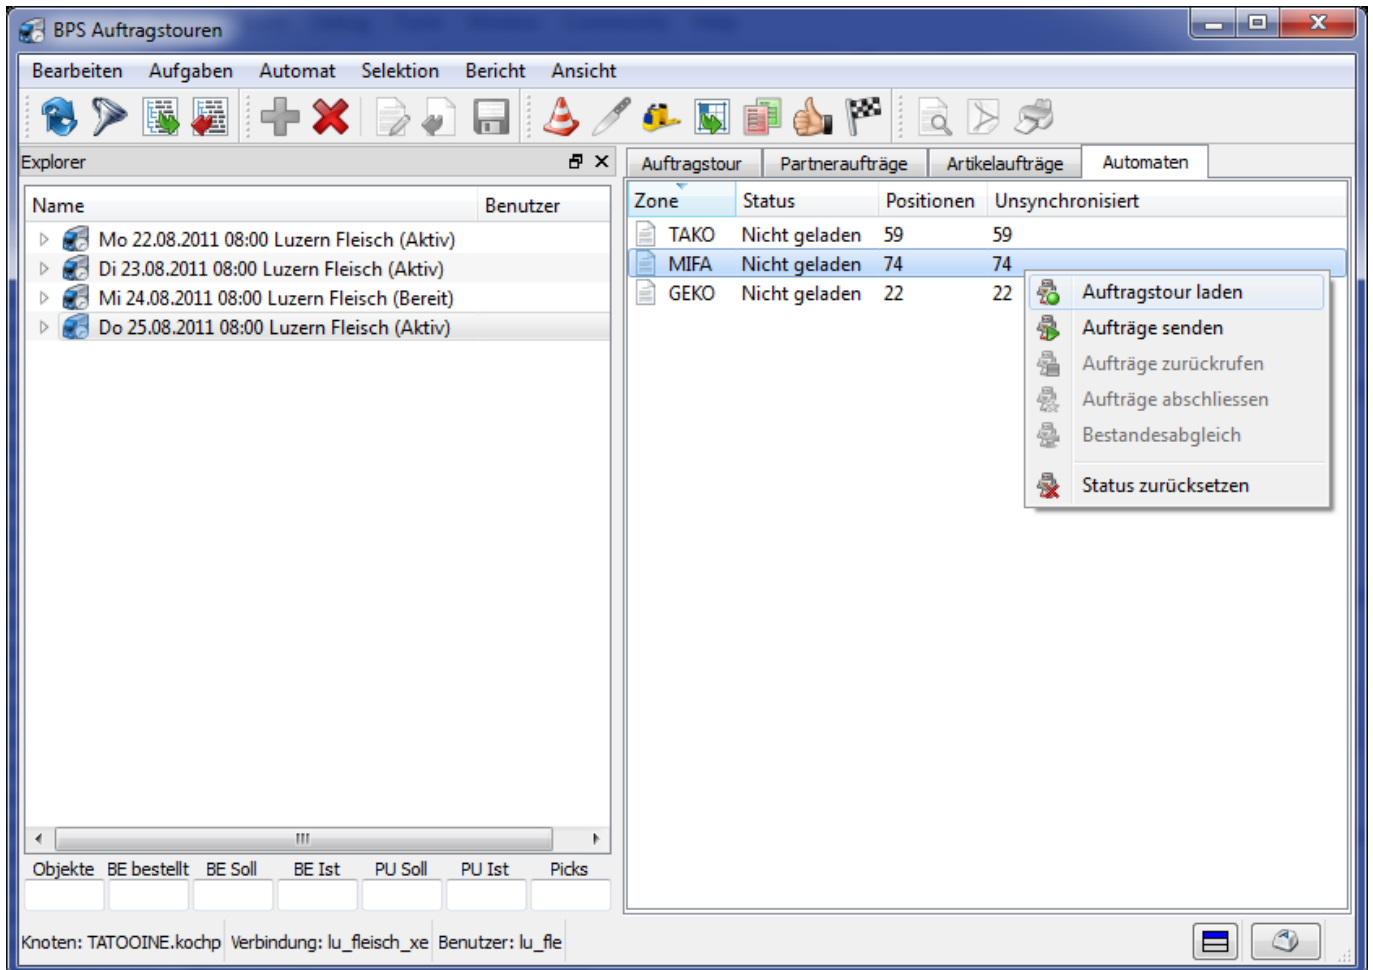 BPS Auftragstouren
Bearbeiten Aufgaben Automat Selektion Bericht Ansicht
Explorer
Name Benutzer
Mo 22.08.2011 08:00 Luzern Fleisch (Aktiv)
Di 23.08.2011 08:00 Luzern Fleisch (Aktiv)
Mi 24.08.2011 08:00 Luzern Fleisch (Bereit)
Do 25.08.2011 08:00 Luzern Fleisch (Aktiv)
Objekte BE bestellt BE Soll BE Ist PU Soll PU Ist Picks
Auftragstour Partneraufträge Artikelaufträge Automaten
Zone Status Positionen Unsynchronisiert
TAKO Nicht geladen 59 59
MIFA Nicht geladen 74 74
GEKO Nicht geladen 22 22
Auftragstour laden
Aufträge senden
Aufträge zurückrufen
Aufträge abschliessen
Bestandesabgleich
Status zurücksetzen
Knoten: TATOOINE.kochp Verbindung: lu_fleisch_xe Benutzer: lu_fle